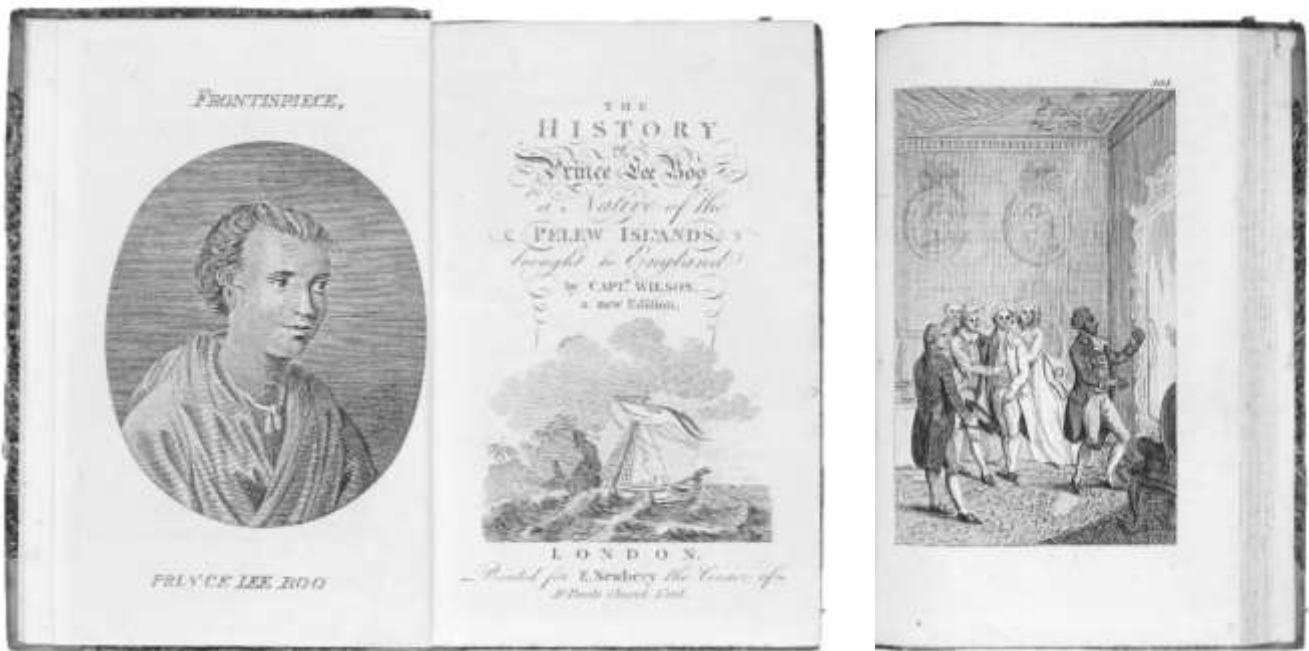 FRONTISPIECE,
PRINCE LEE BOO
THE
HISTORY
of
Prince Lee Boo
a Native of the
PELEW ISLANDS.
brought to England
by CAPT. WILSON.
a new Edition.
LONDON.
Printed for E. Newbery the Corner of
St. Pauls Church Yard.